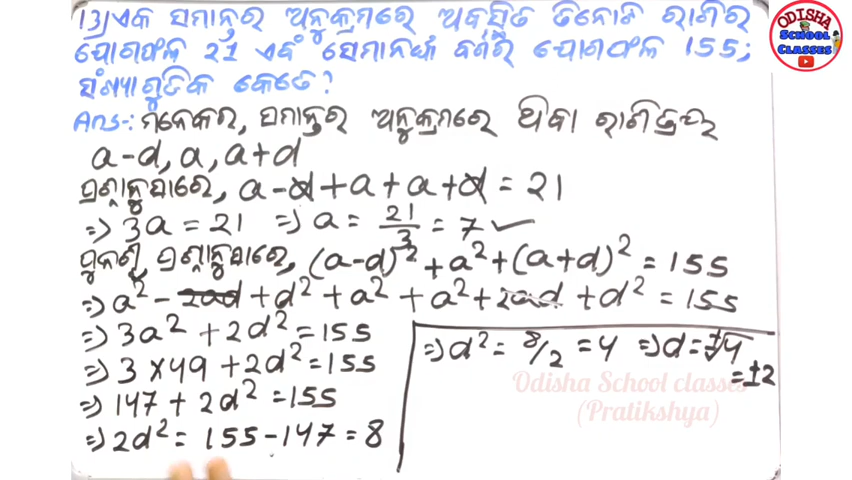 13) ଏକ ସମାନ୍ତର ଅନୁକ୍ରମରେ ଅବସ୍ଥିତ ତିନୋଟି ରାଶିର
ଯୋଗଫଳ 21 ଏବଂ ସେମାନଙ୍କ ବର୍ଗର ଯୋଗଫଳ 155;
ସଂଖ୍ୟାଗୁଡିକ କେତେ?
Ans:- ମନେକର, ସମାନ୍ତର ଅନୁକ୍ରମରେ ଥିବା ରାଶିତ୍ରୟ
a-d, a, a+d
ପ୍ରଶ୍ନାନୁସାରେ, a-d+a+a+d = 21
⇒ 3a = 21 ⇒ a = 21/3 = 7 ✓
ପୁନଶ୍ଚ ପ୍ରଶ୍ନାନୁସାରେ, (a-d)² + a² + (a+d)² = 155
⇒ a² - 2ad + d² + a² + a² + 2ad + d² = 155
⇒ 3a² + 2d² = 155
⇒ 3 × 49 + 2d² = 155
⇒ 147 + 2d² = 155
⇒ 2d² = 155 - 147 = 8
⇒ d² = 8/2 = 4 ⇒ d = ±√4
= ±2
Odisha School classes
(Pratikshya)
ODISHA
SCHOOL
CLASSES